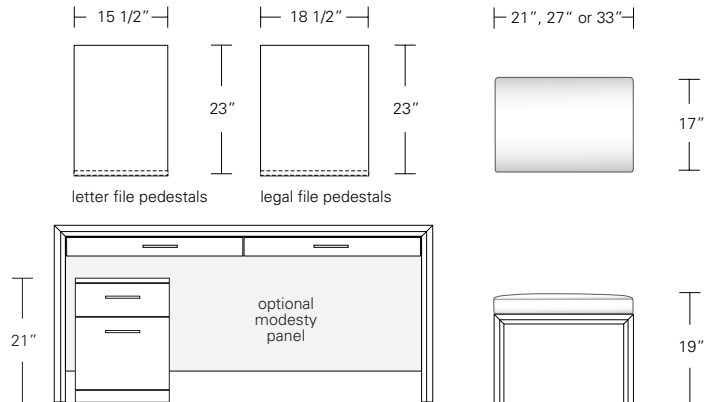 15 1/2”
18 1/2”
21”, 27“ or 33”
23”
23”
17”
letter file pedestals
legal file pedestals
optional
modesty
panel
21”
19”